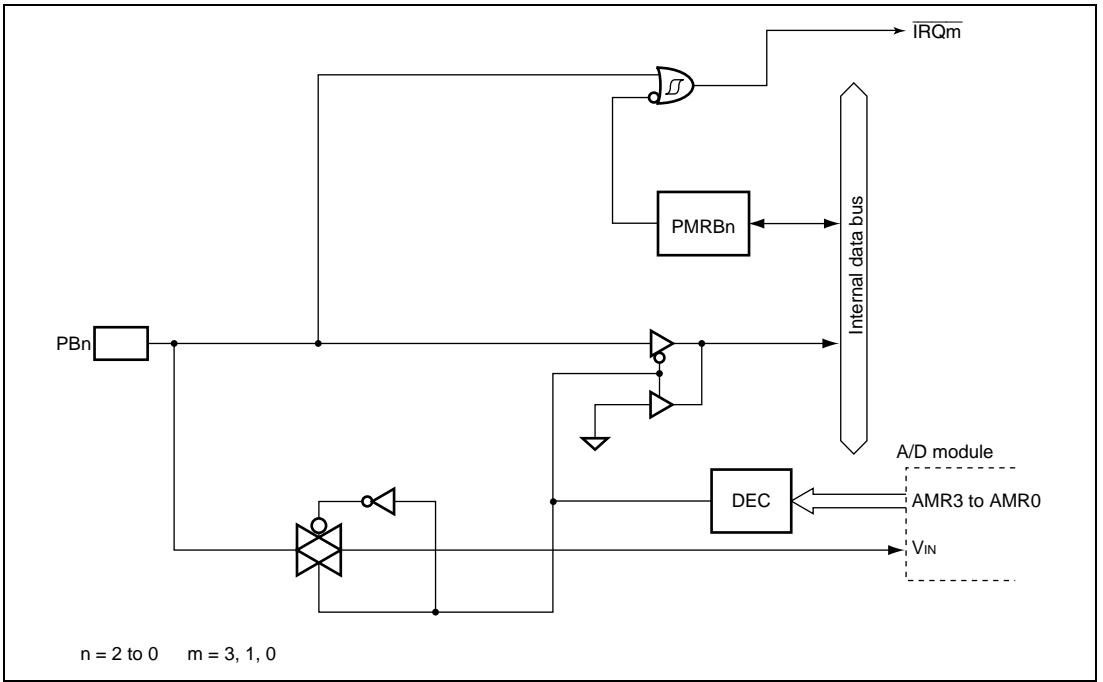 IRQm
PMRBn
Internal data bus
PBn
A/D module
DEC
AMR3 to AMR0
VIN
n = 2 to 0 m = 3, 1, 0